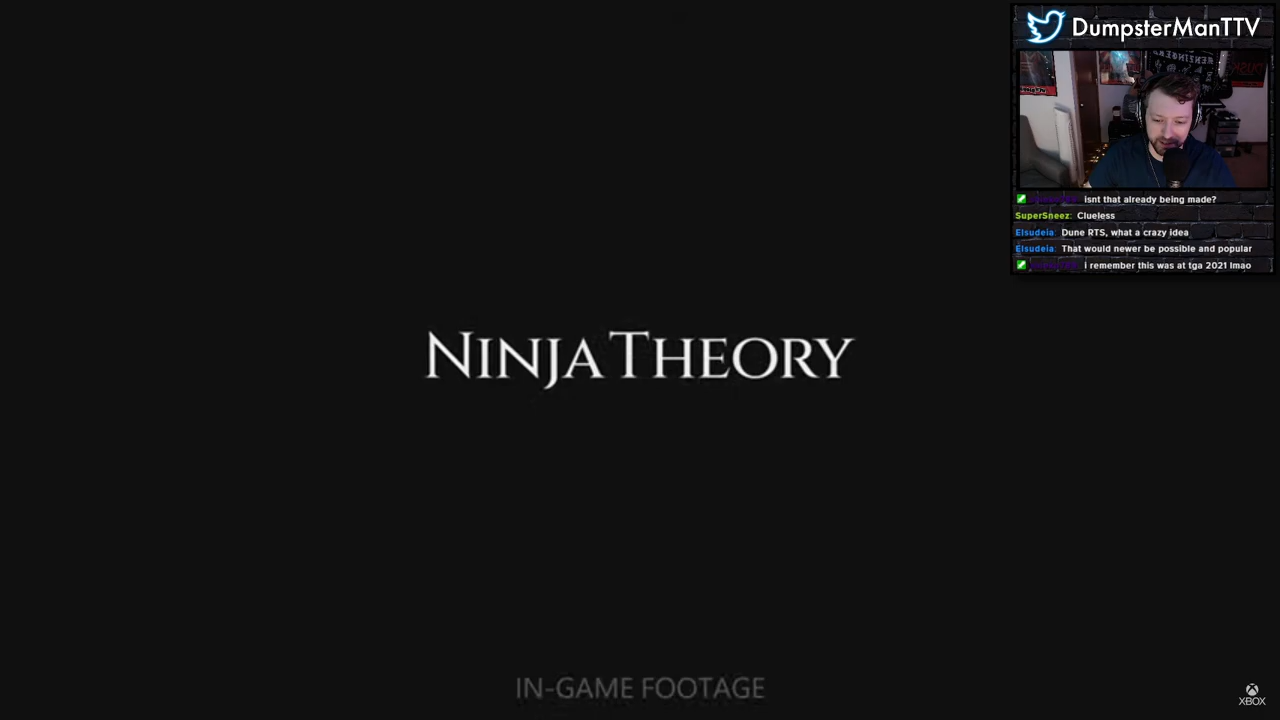 DumpsterManTTV
isnt that already being made?
SuperSneez: Clueless
Elsudeia: Dune RTS, what a crazy idea
Elsudeia: That would newer be possible and popular
i remember this was at tga 2021 lmao
NINJA THEORY
IN-GAME FOOTAGE
XBOX